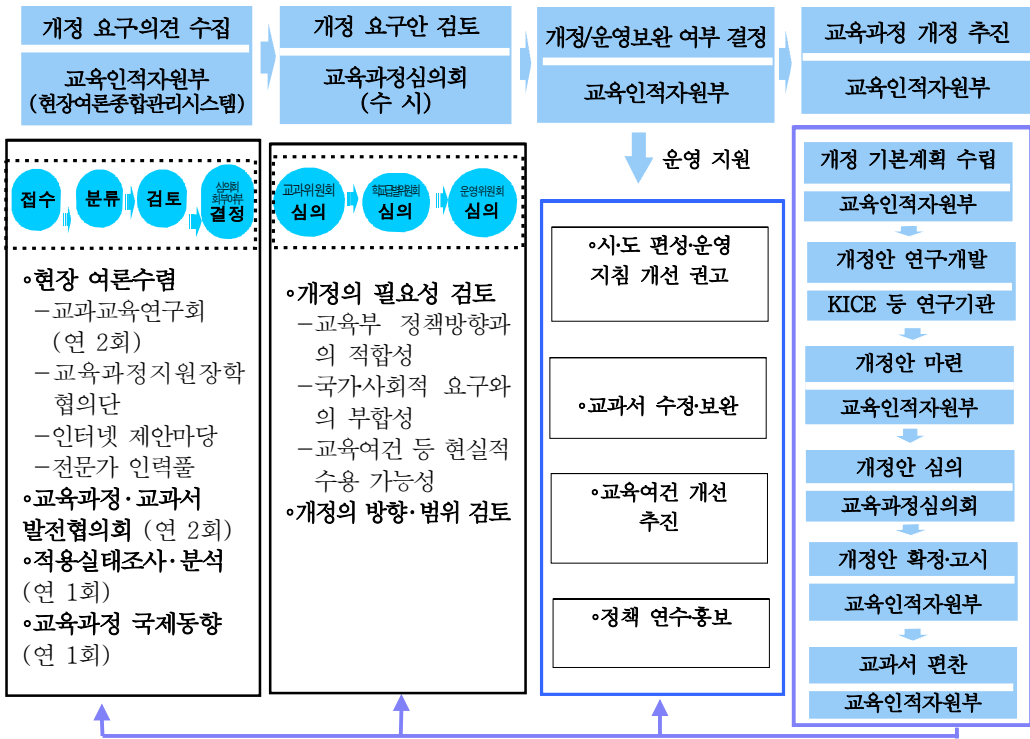 개정 요구·의견 수집
교육인적자원부
(현장여론종합관리시스템)
개정 요구안 검토
교육과정심의회
(수 시)
개정/운영보완 여부 결정
교육인적자원부
교육과정 개정 추진
교육인적자원부
접수
분류
검토
심의회
회부여부
결정
◦현장 여론수렴
-교과교육연구회
(연 2회)
-교육과정지원장학
협의단
-인터넷 제안마당
-전문가 인력풀
◦교육과정·교과서
발전협의회 (연 2회)
◦적용실태조사·분석
(연 1회)
◦교육과정 국제동향
(연 1회)
교과위원회
심의
학교급별위원회
심의
운영위원회
심의
◦개정의 필요성 검토
-교육부 정책방향과
의 적합성
-국가·사회적 요구와
의 부합성
-교육여건 등 현실적
수용 가능성
◦개정의 방향·범위 검토
운영 지원
◦시·도 편성·운영
지침 개선 권고
◦교과서 수정·보완
◦교육여건 개선
추진
◦정책 연수·홍보
개정 기본계획 수립
교육인적자원부
개정안 연구·개발
KICE 등 연구기관
개정안 마련
교육인적자원부
개정안 심의
교육과정심의회
개정안 확정·고시
교육인적자원부
교과서 편찬
교육인적자원부